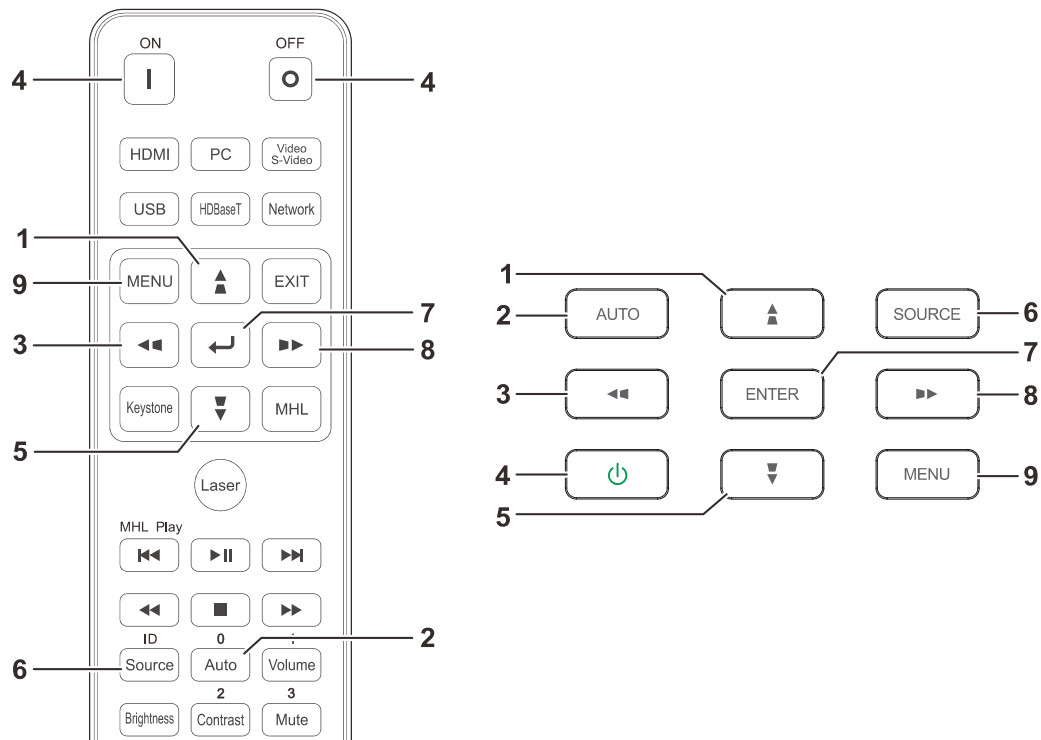 ON OFF
4 4
HDMI PC Video
S-Video
USB HDBaseT Network
1
9 MENU EXIT
7
3 8
Keystone MHL
5
Laser
MHL Play
ID 0
2
6 Source Auto Volume
2 3
Brightness Contrast Mute
1
2 AUTO SOURCE 6
7
3 ENTER 8
4 MENU 9
5